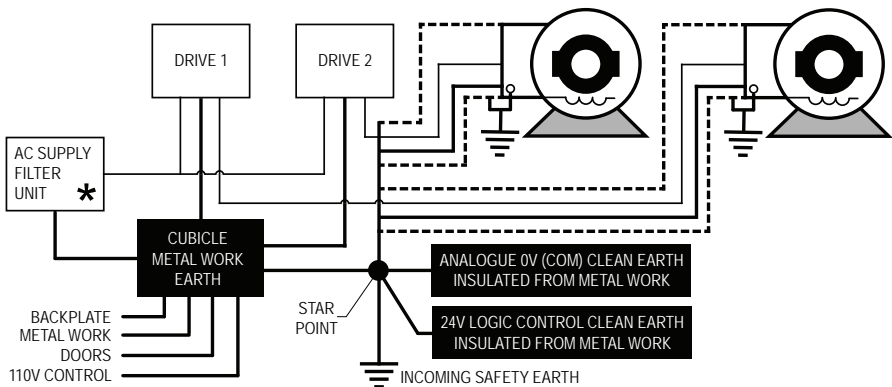 DRIVE 1
DRIVE 2
AC SUPPLY
FILTER
UNIT *
CUBICLE
METAL WORK
EARTH
ANALOGUE 0V (COM) CLEAN EARTH
INSULATED FROM METAL WORK
STAR
POINT
24V LOGIC CONTROL CLEAN EARTH
INSULATED FROM METAL WORK
BACKPLATE
METAL WORK
DOORS
110V CONTROL
INCOMING SAFETY EARTH